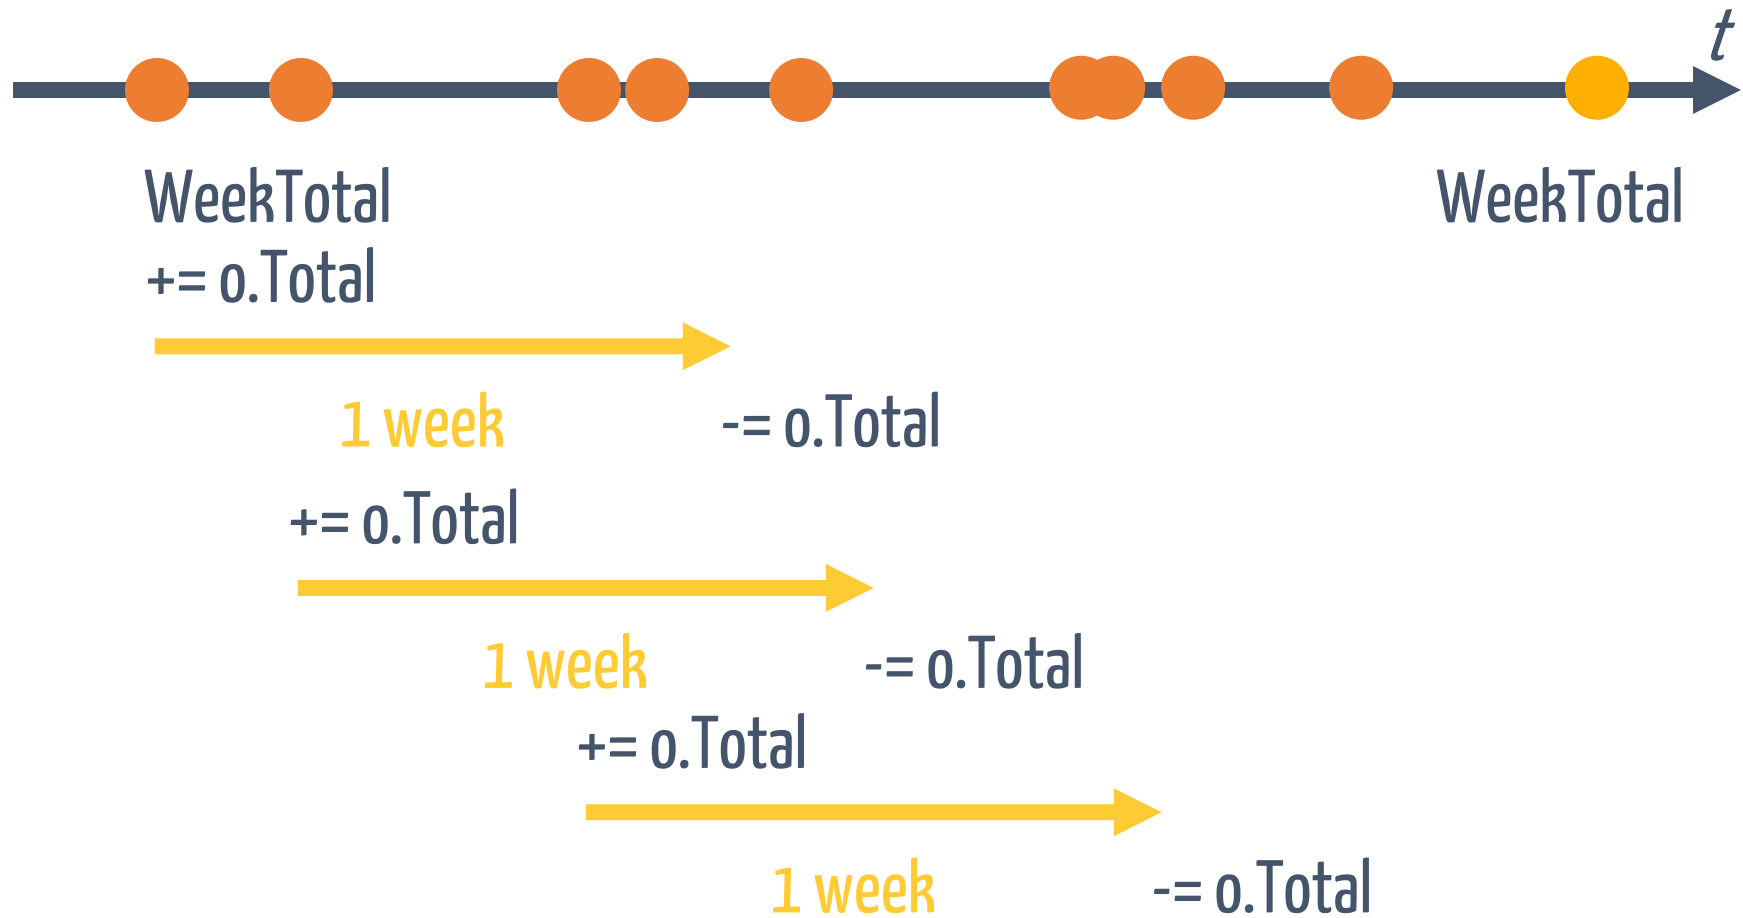 t
WeekTotal
WeekTotal
+= o.Total
1 week
-= o.Total
+= o.Total
1 week
-= o.Total
+= o.Total
1 week
-= o.Total